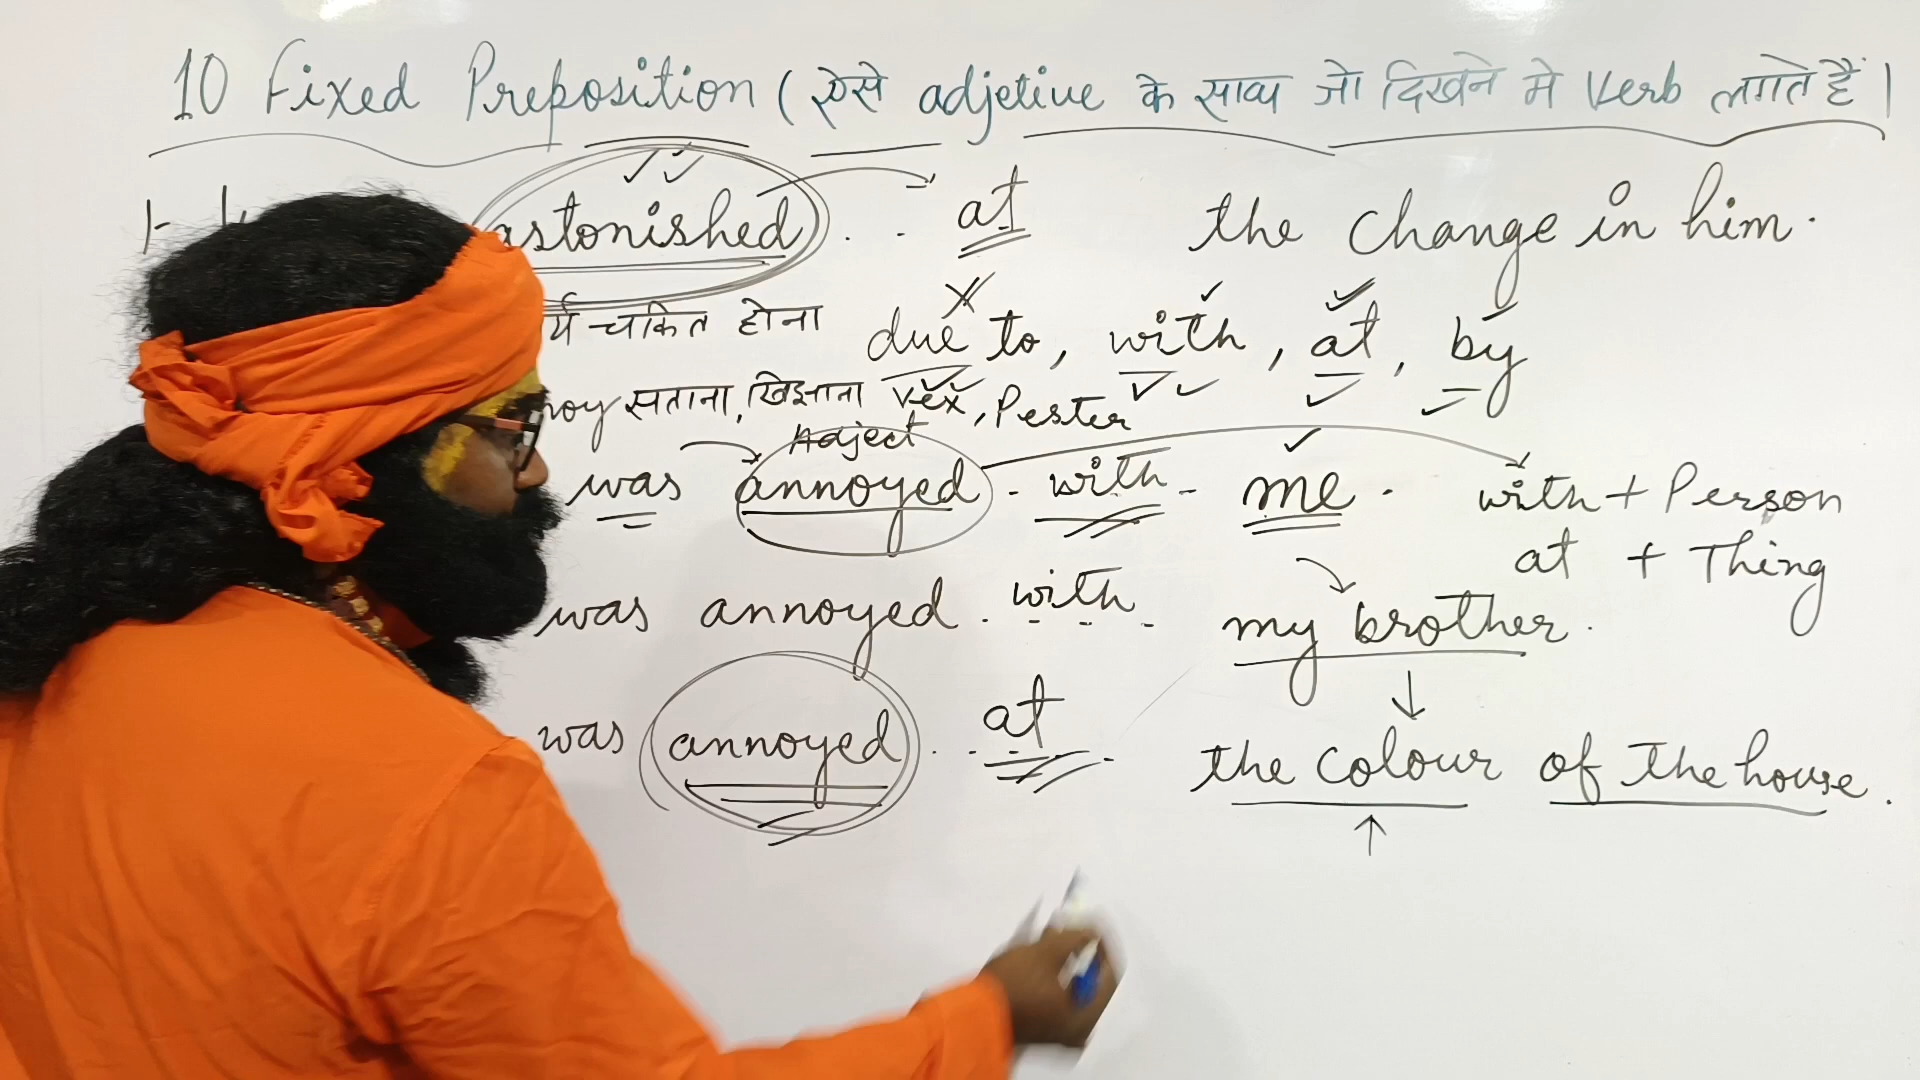 10 Fixed Preposition ( ऐसे adjetive के साथ जो दिखने मे Verb लगते हैं |
astonished . . at the change in him .
चकित होना due to , with , at , by
सताना, खिझाना Vex , Pester
Adject
was annoyed - with - me . with + Person
at + Thing
was annoyed . with - my brother .
was annoyed . . at . the colour of the house .